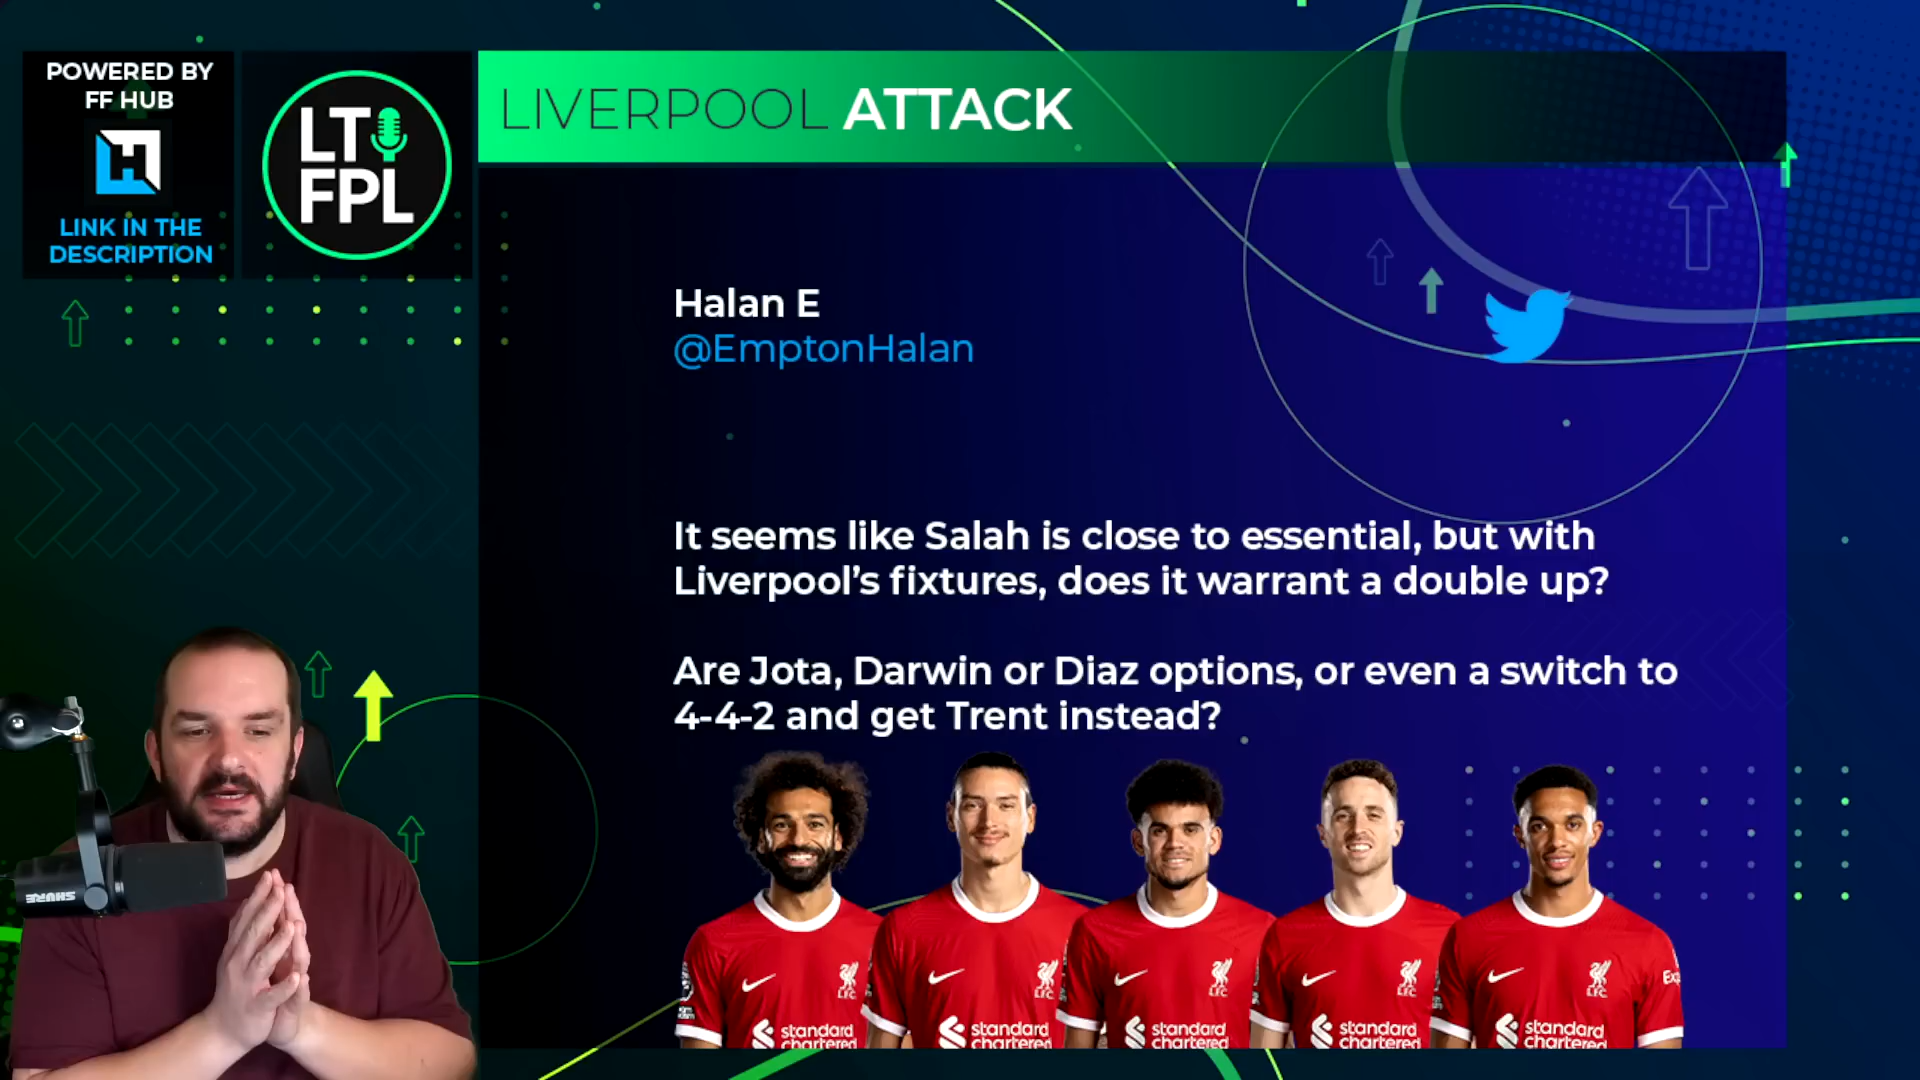 POWERED BY
FF HUB
LINK IN THE
DESCRIPTION
LT
FPL
LIVERPOOL ATTACK
Halan E
@EmptonHalan
It seems like Salah is close to essential, but with
Liverpool’s fixtures, does it warrant a double up?
Are Jota, Darwin or Diaz options, or even a switch to
4-4-2 and get Trent instead?
SHURE
L.F.C. L.F.C. L.F.C. L.F.C. L.F.C.
standard standard standard standard standard
chartered chartered chartered chartered chartered